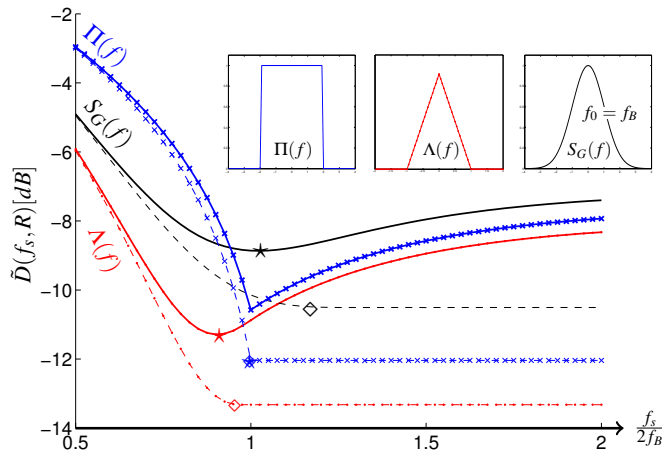 −2
−4
−6
−8
−10
−12
−14
0.5
1
1.5
2
D̃(f_s, R)[dB]
f_s/2f_B
Π(f)
S_G(f)
Λ(f)
Π(f)
Λ(f)
f_0 = f_B
S_G(f)